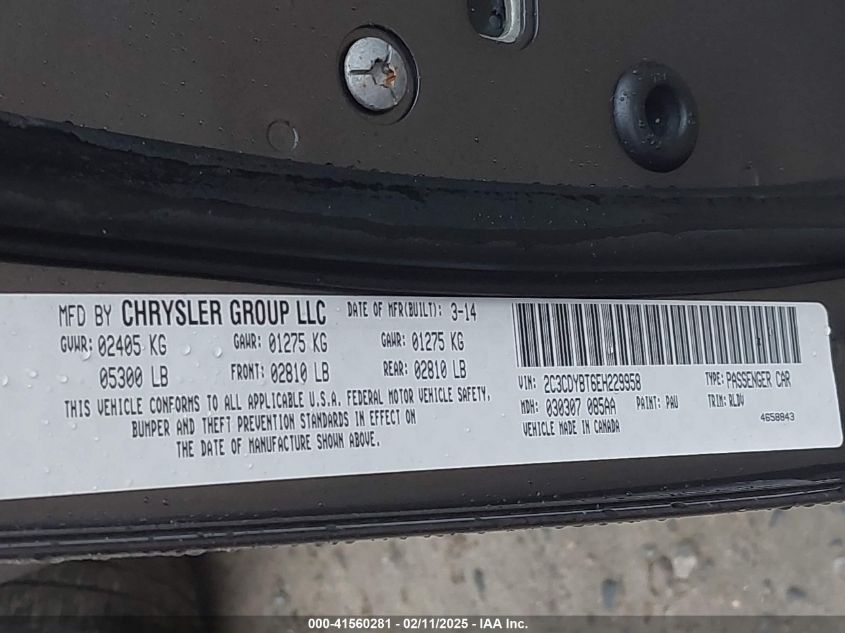 MFD BY CHRYSLER GROUP LLC DATE OF MFR(BUILT): 3-14
GVWR: 02405 KG GAWR: 01275 KG GAWR: 01275 KG
05300 LB FRONT: 02810 LB REAR: 02810 LB
THIS VEHICLE CONFORMS TO ALL APPLICABLE U.S.A. FEDERAL MOTOR VEHICLE SAFETY,
BUMPER AND THEFT PREVENTION STANDARDS IN EFFECT ON
THE DATE OF MANUFACTURE SHOWN ABOVE.
VIN: 2C3CDYBT6EH229958 TYPE: PASSENGER CAR
MDH: 030307 085AA PAINT: PAU TRIM: RLDV
VEHICLE MADE IN CANADA 4658843
000-41560281 - 02/11/2025 - IAA Inc.